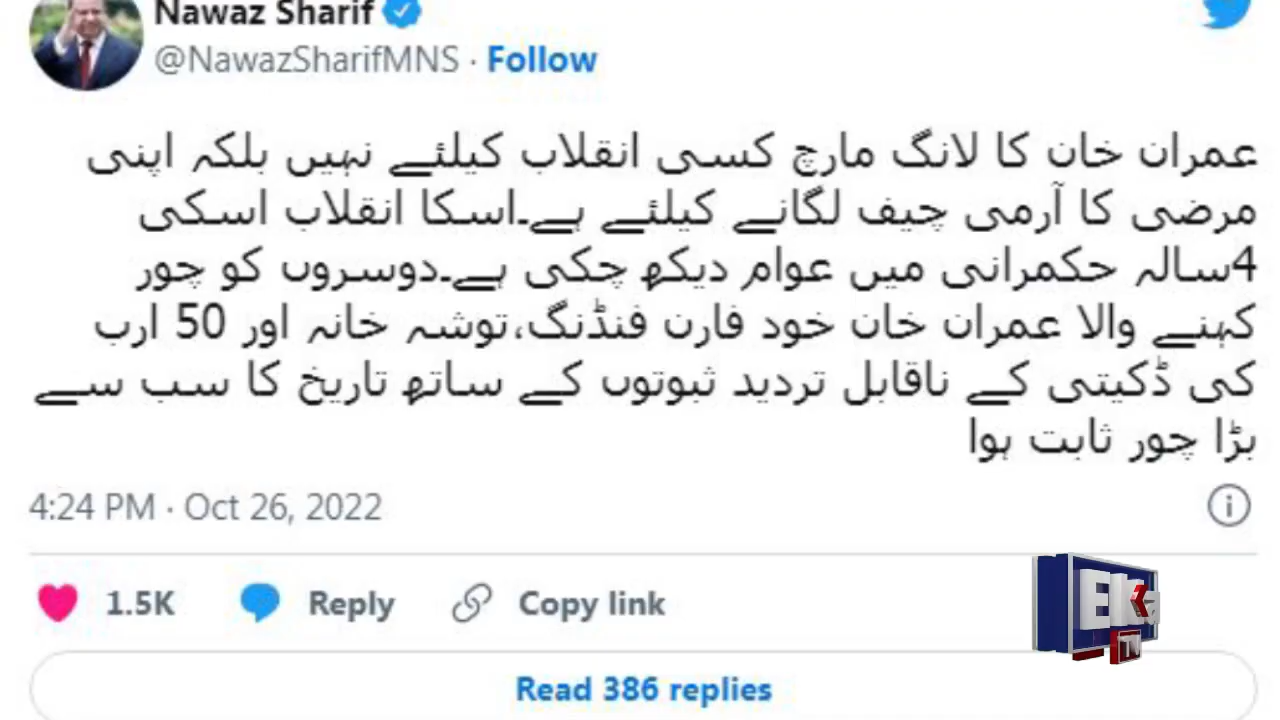 Nawaz Sharif
@NawazSharifMNS · Follow
عمران خان کا لانگ مارچ کسی انقلاب کیلئے نہیں بلکہ اپنی
مرضی کا آرمی چیف لگانے کیلئے ہے۔اسکا انقلاب اسکی
4سالہ حکمرانی میں عوام دیکھ چکی ہے۔دوسروں کو چور
کہنے والا عمران خان خود فارن فنڈنگ،توشہ خانہ اور 50 ارب
کی ڈکیتی کے ناقابل تردید ثبوتوں کے ساتھ تاریخ کا سب سے
بڑا چور ثابت ہوا
4:24 PM · Oct 26, 2022
1.5K Reply Copy link
Read 386 replies
TV